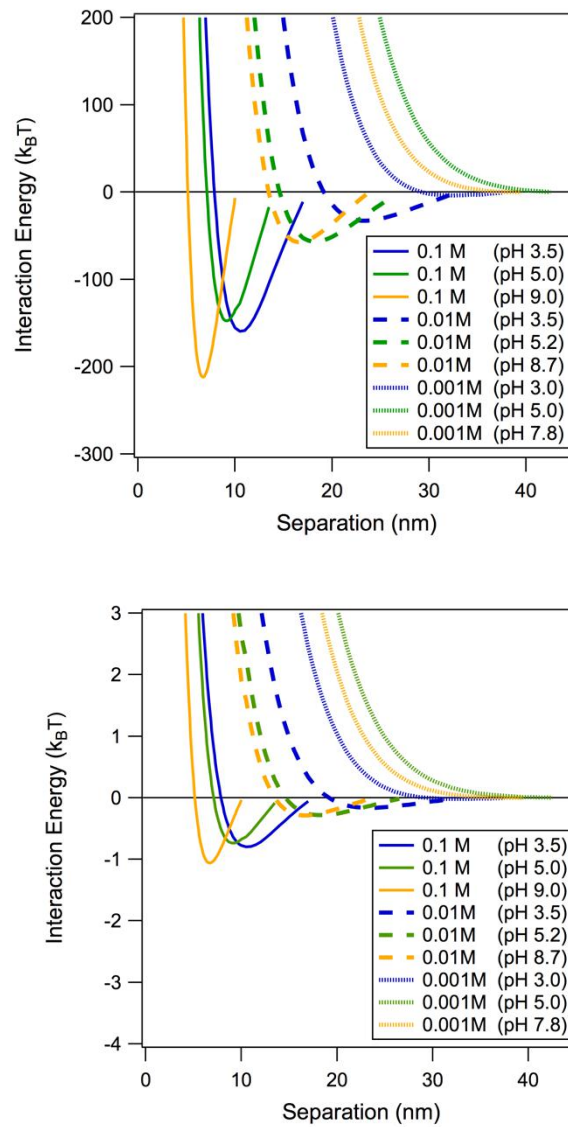 200
100
0
-100
-200
-300
Interaction Energy (kBT)
0.1 M (pH 3.5)
0.1 M (pH 5.0)
0.1 M (pH 9.0)
0.01M (pH 3.5)
0.01M (pH 5.2)
0.01M (pH 8.7)
0.001M (pH 3.0)
0.001M (pH 5.0)
0.001M (pH 7.8)
0 10 20 30 40
Separation (nm)
3
2
1
0
-1
-2
-3
-4
Interaction Energy (kBT)
0.1 M (pH 3.5)
0.1 M (pH 5.0)
0.1 M (pH 9.0)
0.01M (pH 3.5)
0.01M (pH 5.2)
0.01M (pH 8.7)
0.001M (pH 3.0)
0.001M (pH 5.0)
0.001M (pH 7.8)
0 10 20 30 40
Separation (nm)